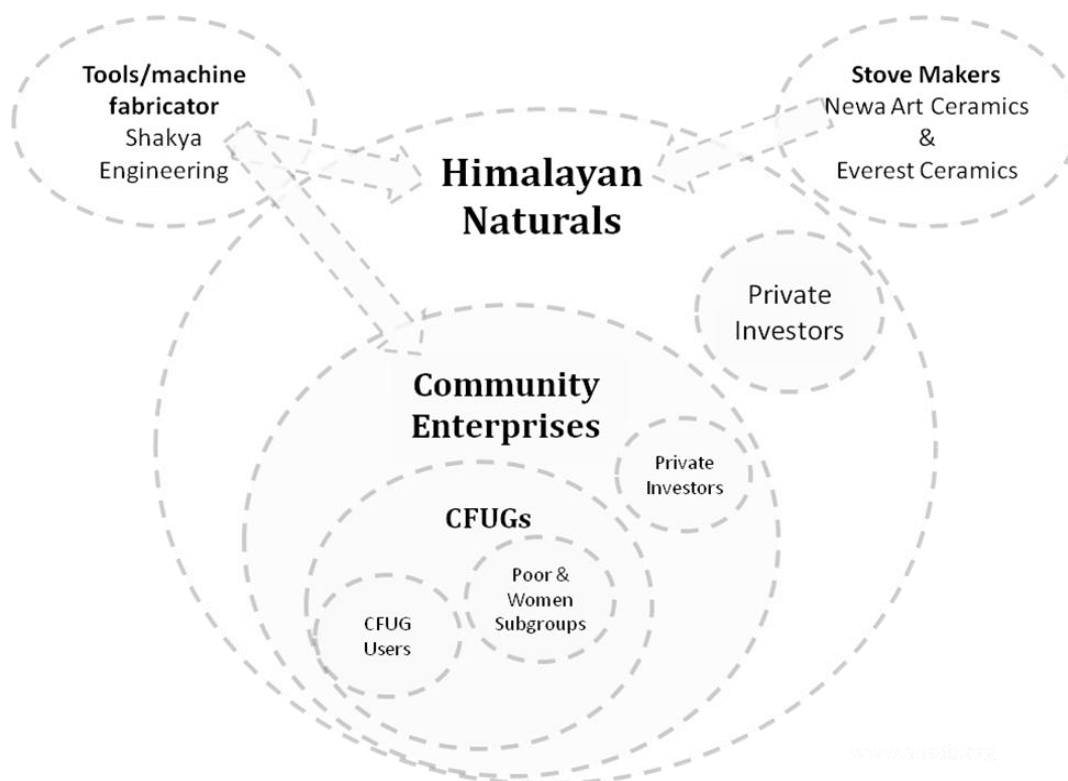 Tools/machine
fabricator
Shakya
Engineering
Stove Makers
Newa Art Ceramics
&
Everest Ceramics
Himalayan
Naturals
Private
Investors
Community
Enterprises
Private
Investors
CFUGs
Poor &
Women
Subgroups
CFUG
Users